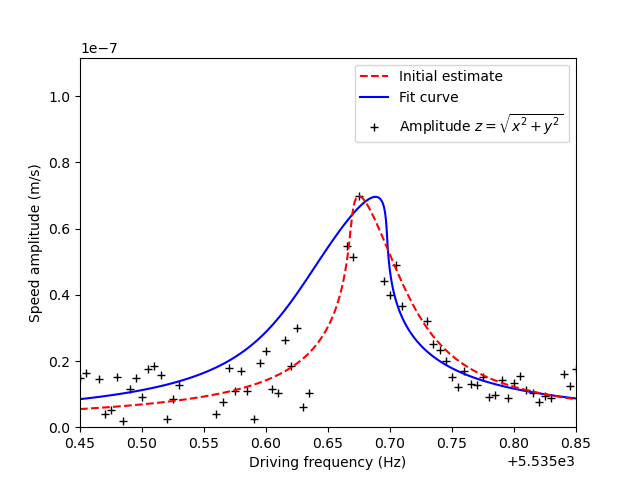 1e−7
1.0
0.8
0.6
0.4
0.2
0.0
Speed amplitude (m/s)
Initial estimate
Fit curve
Amplitude z = √x² + y²
0.45 0.50 0.55 0.60 0.65 0.70 0.75 0.80 0.85
Driving frequency (Hz)
+5.535e3